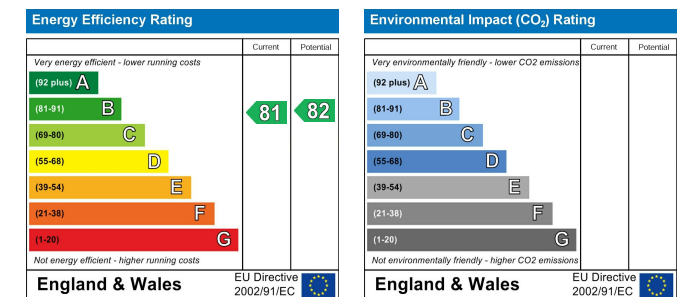 Energy Efficiency Rating
Current Potential
Very energy efficient - lower running costs
(92 plus) A
(81-91) B
81 82
(69-80) C
(55-68) D
(39-54) E
(21-38) F
(1-20) G
Not energy efficient - higher running costs
England & Wales
EU Directive
2002/91/EC
Environmental Impact (CO2) Rating
Current Potential
Very environmentally friendly - lower CO2 emissions
(92 plus) A
(81-91) B
(69-80) C
(55-68) D
(39-54) E
(21-38) F
(1-20) G
Not environmentally friendly - higher CO2 emissions
England & Wales
EU Directive
2002/91/EC